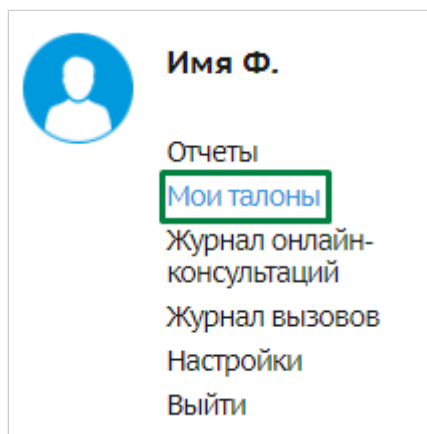 Имя Ф.
Отчеты
Мои талоны
Журнал онлайн-
консультаций
Журнал вызовов
Настройки
Выйти